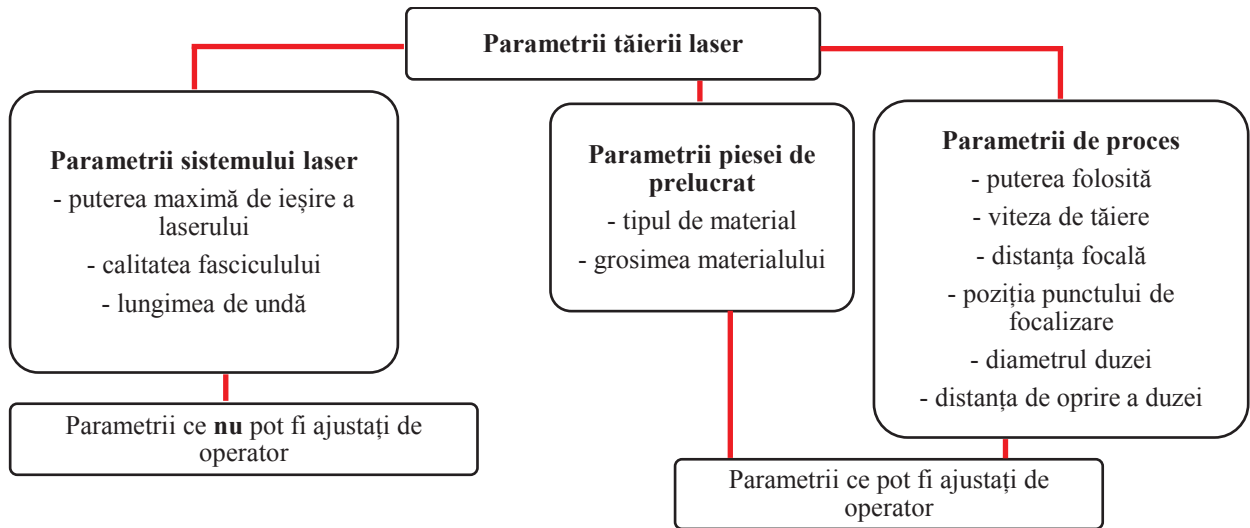 Parametrii tăierii laser
Parametrii sistemului laser
- puterea maximă de ieșire a
laserului
- calitatea fasciculului
- lungimea de undă
Parametrii ce nu pot fi ajustați de
operator
Parametrii piesei de
prelucrat
- tipul de material
- grosimea materialului
Parametrii de proces
- puterea folosită
- viteza de tăiere
- distanța focală
- poziția punctului de
focalizare
- diametrul duzei
- distanța de oprire a duzei
Parametrii ce pot fi ajustați de
operator